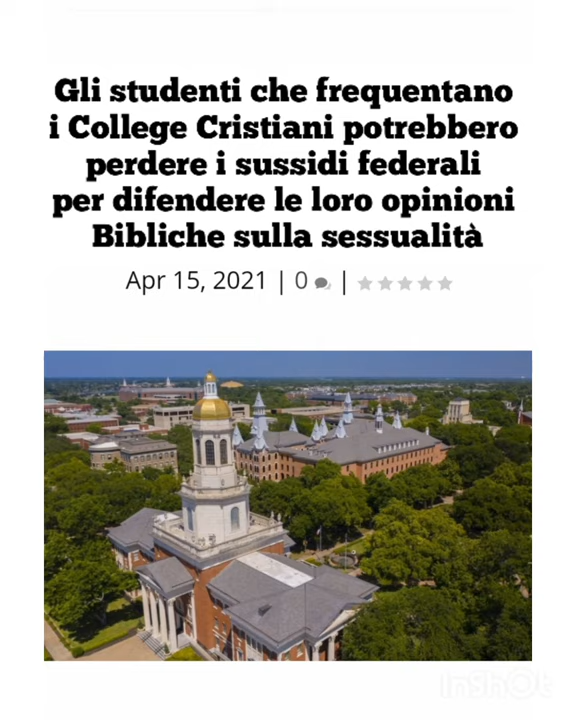 Gli studenti che frequentano
i College Cristiani potrebbero
perdere i sussidi federali
per difendere le loro opinioni
Bibliche sulla sessualità
Apr 15, 2021 | 0 |
InShOt